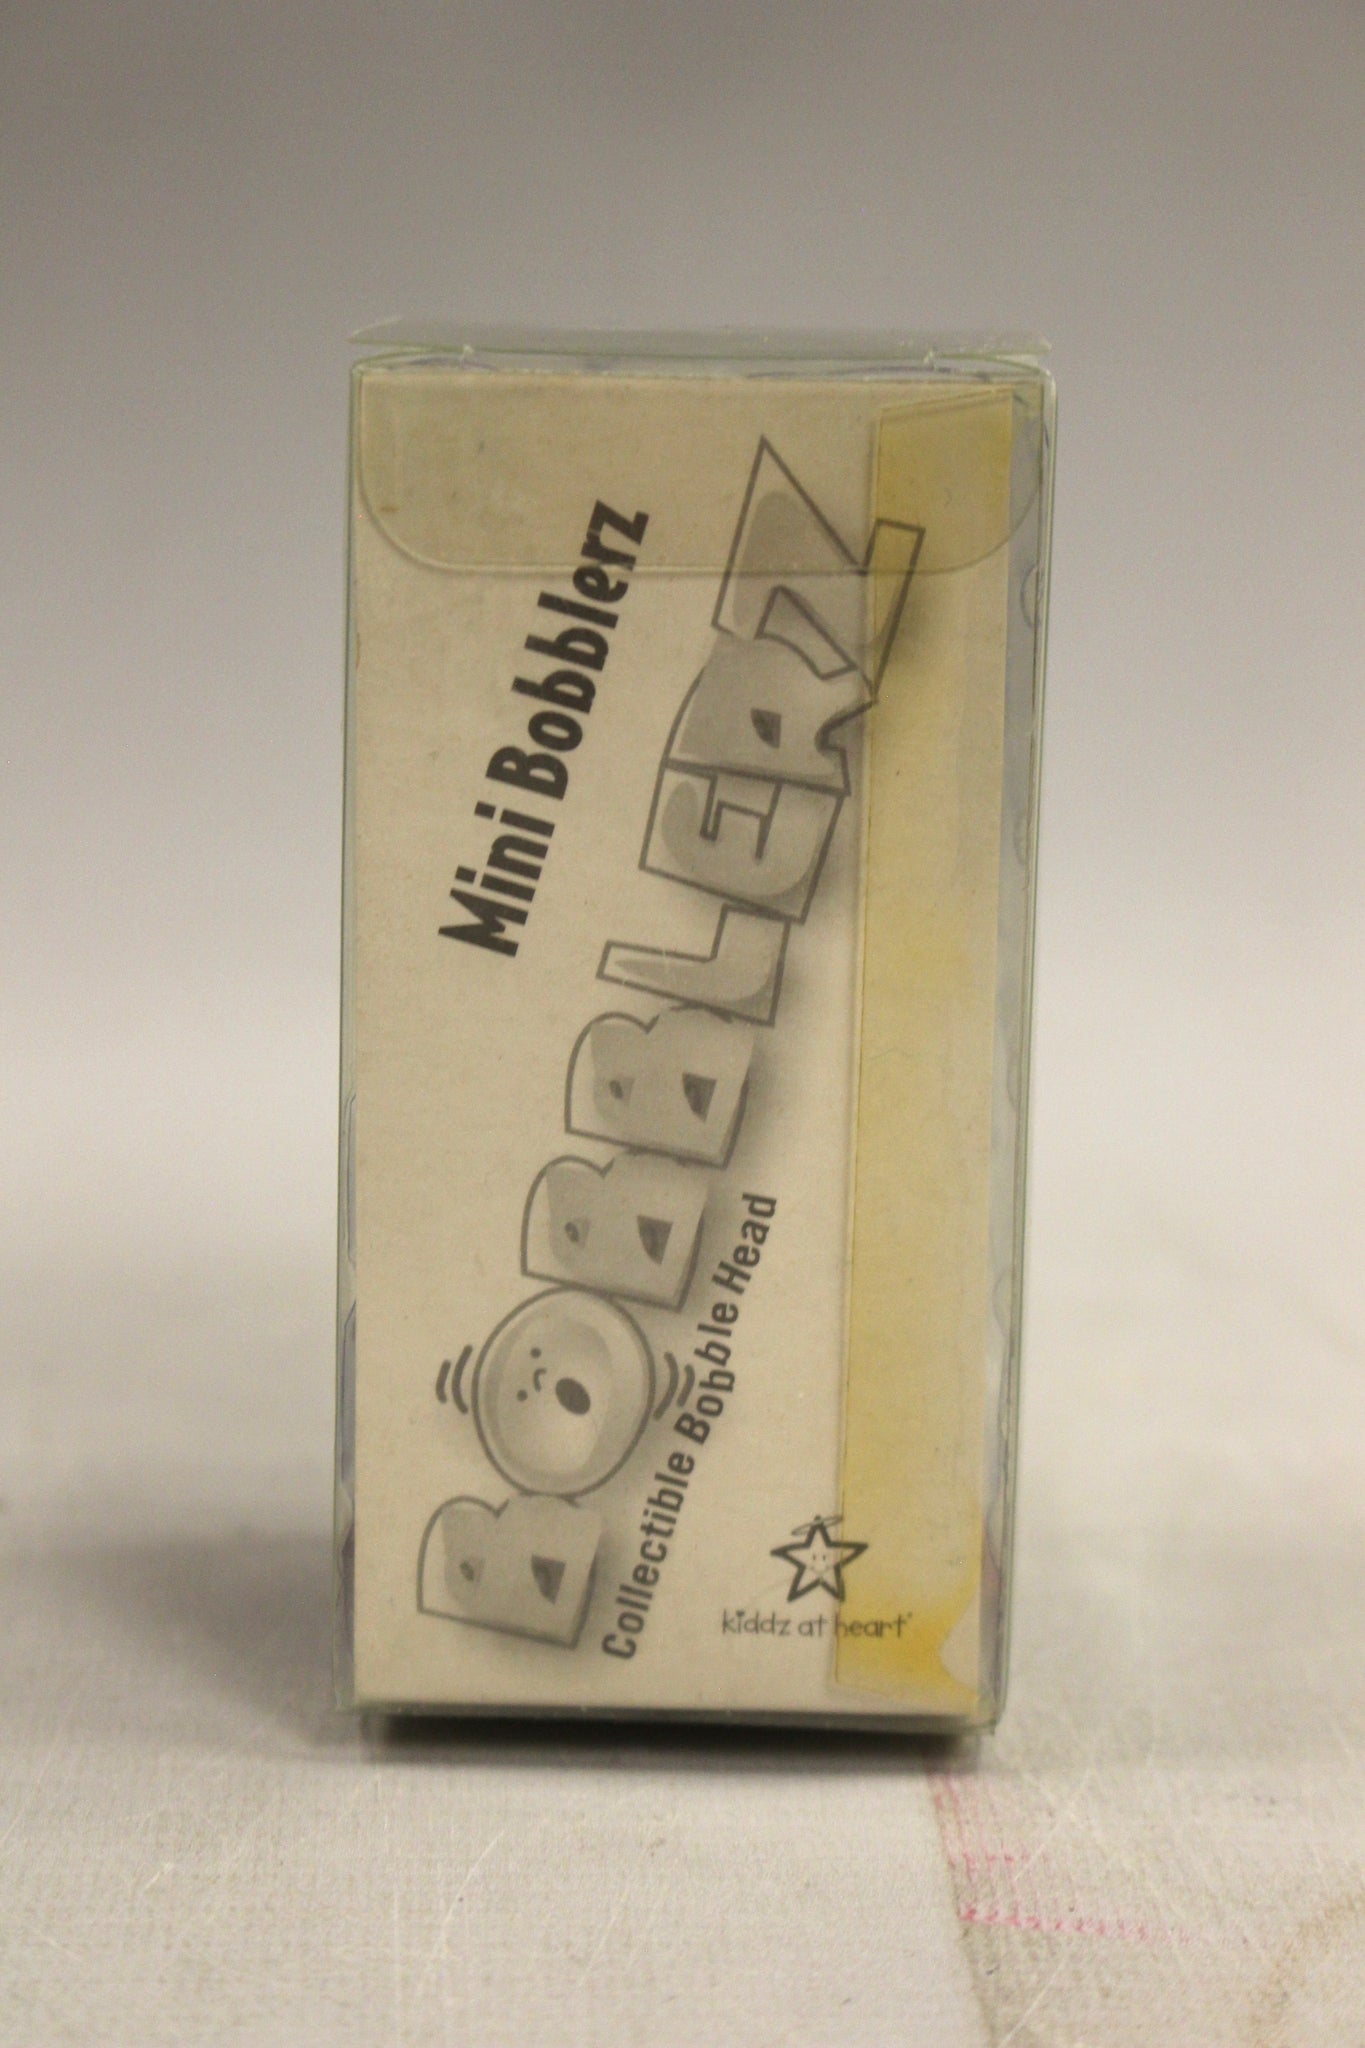 Mini Bobblerz
BOBBLERZ
Collectible Bobble Head
kiddz at heart®